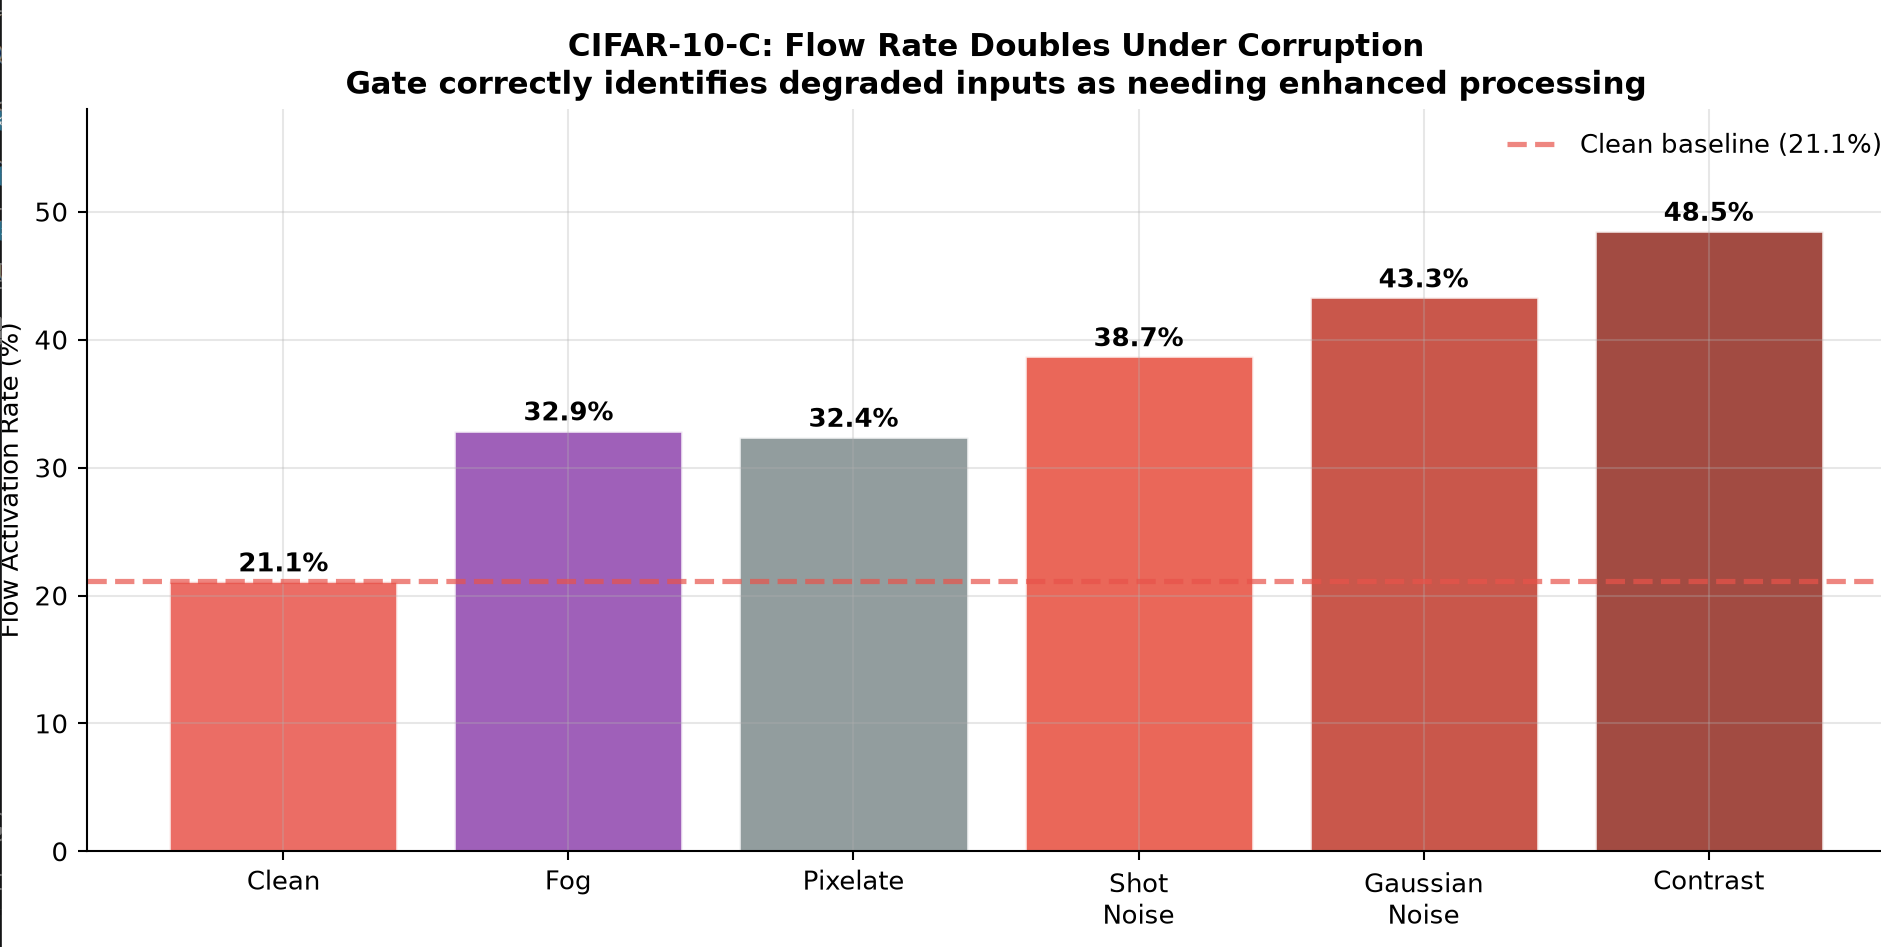 CIFAR-10-C: Flow Rate Doubles Under Corruption
Gate correctly identifies degraded inputs as needing enhanced processing
Clean baseline (21.1%)
Flow Activation Rate (%)
50
40
30
20
10
0
21.1%
32.9%
32.4%
38.7%
43.3%
48.5%
Clean
Fog
Pixelate
Shot
Noise
Gaussian
Noise
Contrast